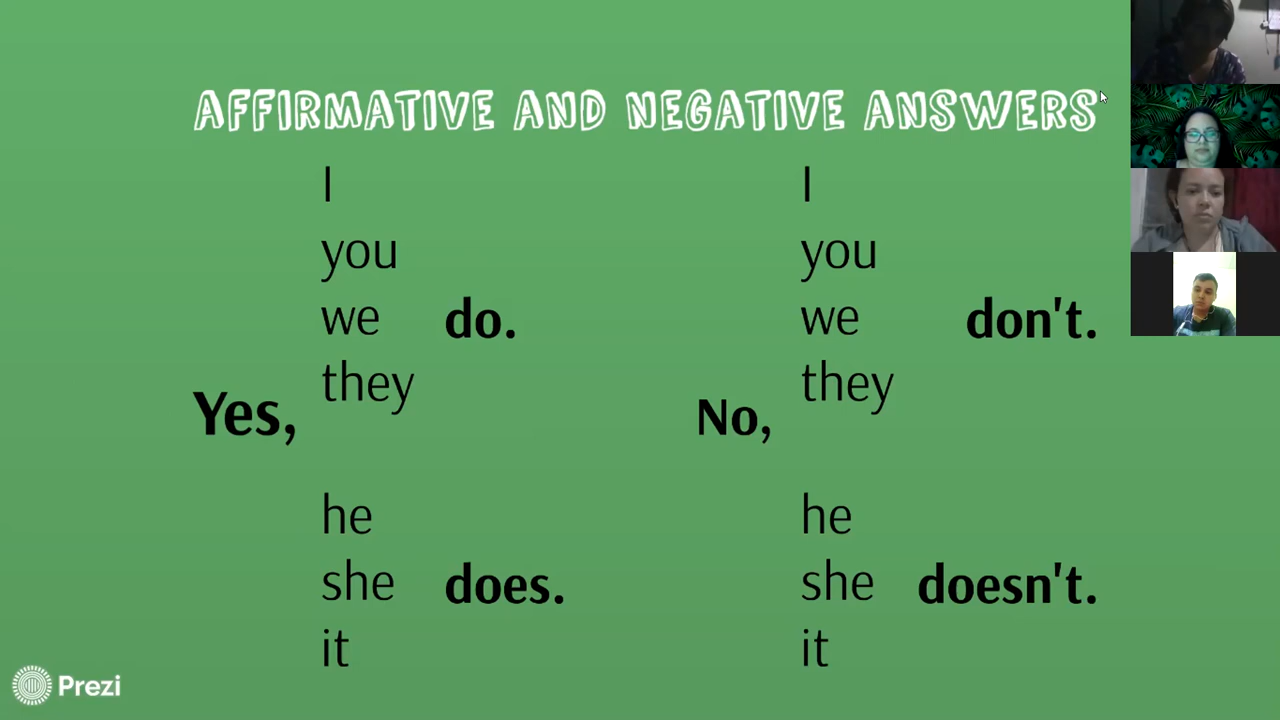 AFFIRMATIVE AND NEGATIVE ANSWERS
Yes,
I
you
we
they
do.
he
she
it
does.
No,
I
you
we
they
don't.
he
she
it
doesn't.
Prezi